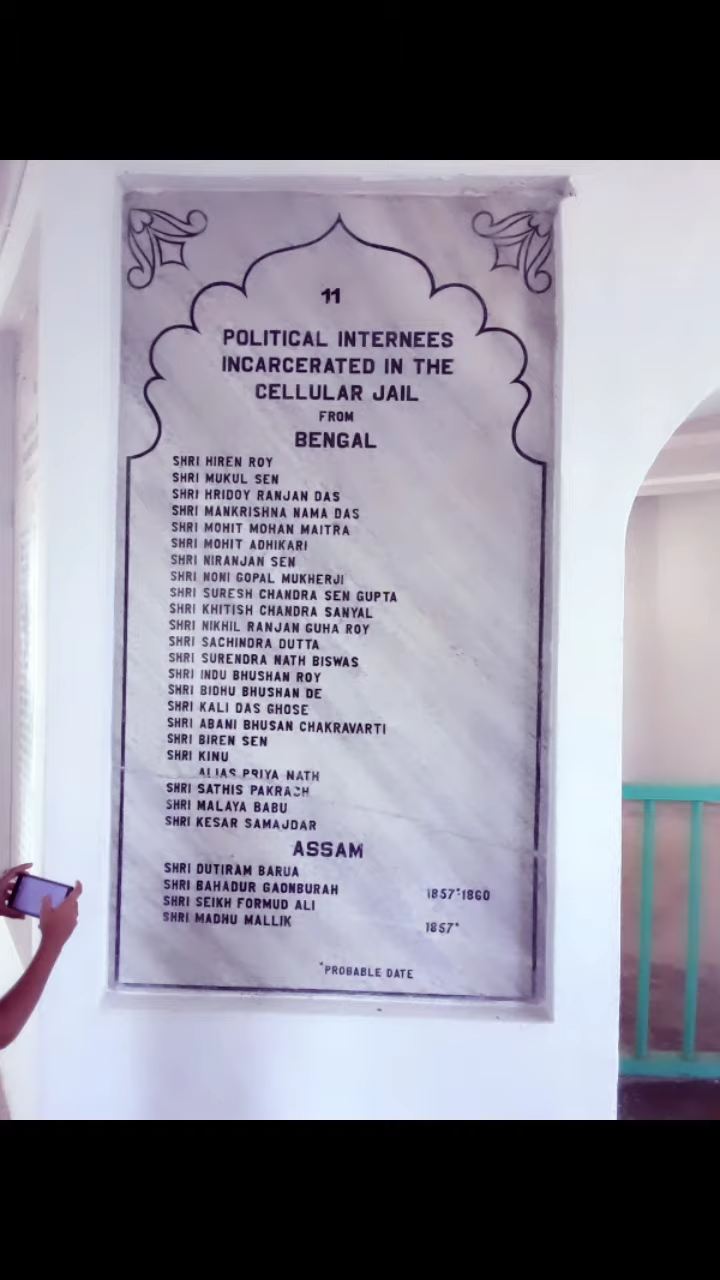 11
POLITICAL INTERNEES
INCARCERATED IN THE
CELLULAR JAIL
FROM
BENGAL
SHRI HIREN ROY
SHRI MUKUL SEN
SHRI HRIDOY RANJAN DAS
SHRI MANKRISHNA NAMA DAS
SHRI MOHIT MOHAN MAITRA
SHRI MOHIT ADHIKARI
SHRI NIRANJAN SEN
SHRI NONI GOPAL MUKHERJI
SHRI SURESH CHANDRA SEN GUPTA
SHRI KHITISH CHANDRA SANYAL
SHRI NIKHIL RANJAN GUHA ROY
SHRI SACHINDRA DUTTA
SHRI SURENDRA NATH BISWAS
SHRI INDU BHUSHAN ROY
SHRI BIDHU BHUSHAN DE
SHRI KALI DAS GHOSE
SHRI ABANI BHUSAN CHAKRAVARTI
SHRI BIREN SEN
SHRI KINU
ALIAS PRIYA NATH
SHRI SATHIS PAKRASH
SHRI MALAYA BABU
SHRI KESAR SAMAJDAR
ASSAM
SHRI DUTIRAM BARUA
SHRI BAHADUR GAONBURAH 1857*-1860
SHRI SEIKH FORMUD ALI
SHRI MADHU MALLIK 1857*
*PROBABLE DATE